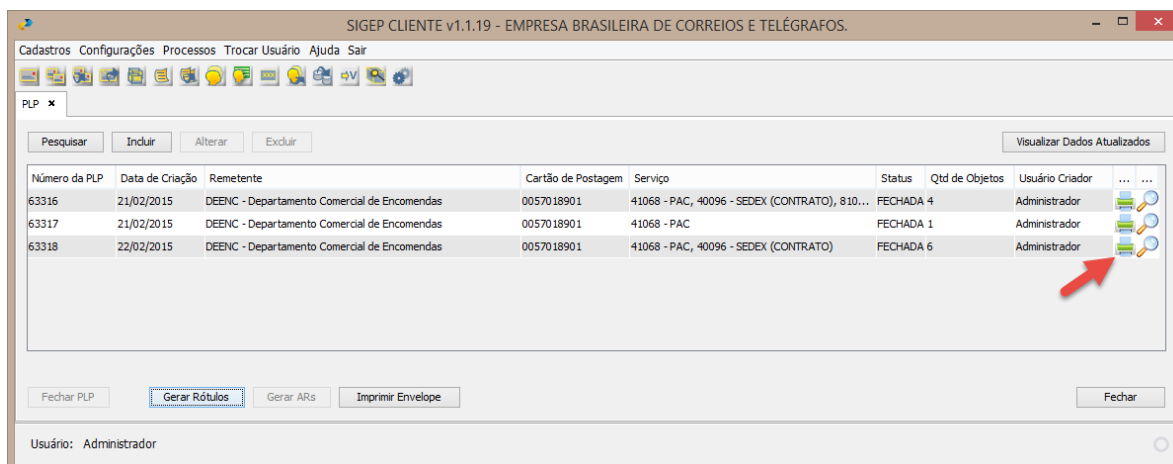 SIGEP CLIENTE v1.1.19 - EMPRESA BRASILEIRA DE CORREIOS E TELÉGRAFOS.
Cadastros Configurações Processos Trocar Usuário Ajuda Sair
PLP
Pesquisar Incluir Alterar Excluir Visualizar Dados Atualizados
Número da PLP Data de Criação Remetente Cartão de Postagem Serviço Status Qtd de Objetos Usuário Criador ... ...
63316 21/02/2015 DEENC - Departamento Comercial de Encomendas 0057018901 41068 - PAC, 40096 - SEDEX (CONTRATO), 810... FECHADA 4 Administrador
63317 21/02/2015 DEENC - Departamento Comercial de Encomendas 0057018901 41068 - PAC FECHADA 1 Administrador
63318 22/02/2015 DEENC - Departamento Comercial de Encomendas 0057018901 41068 - PAC, 40096 - SEDEX (CONTRATO) FECHADA 6 Administrador
Fechar PLP Gerar Rótulos Gerar ARs Imprimir Envelope Fechar
Usuário: Administrador